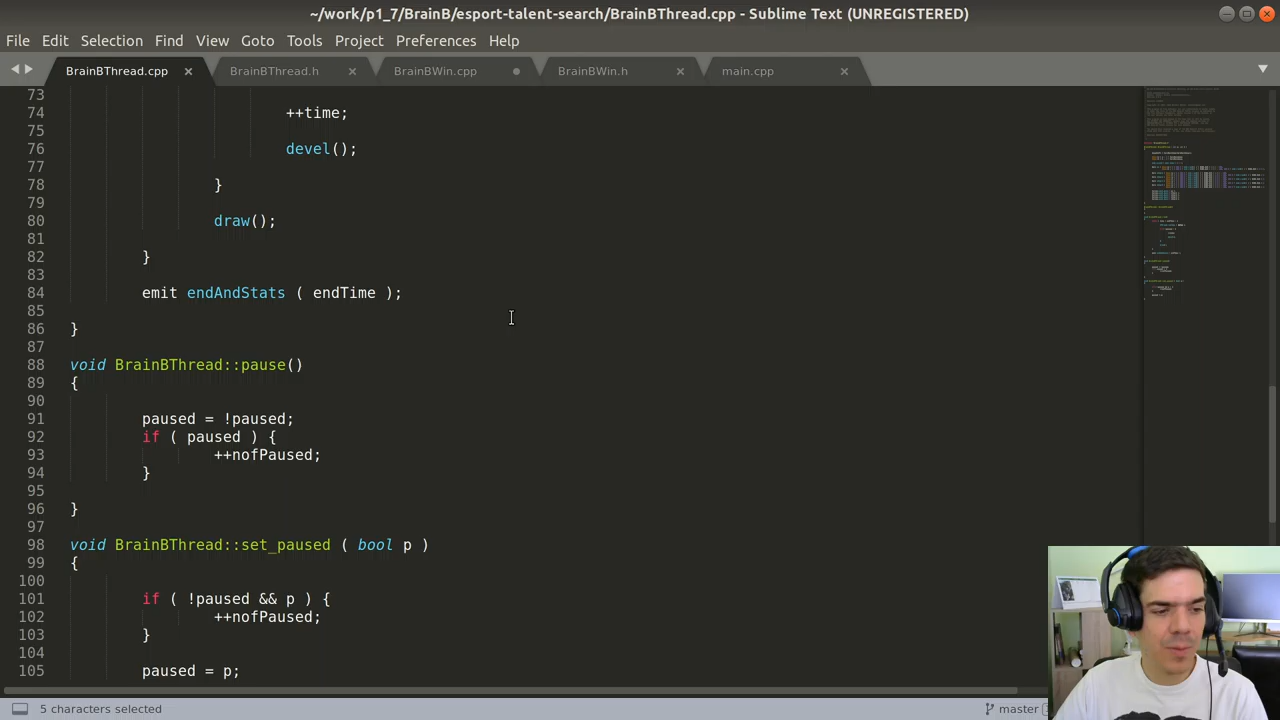 ~/work/p1_7/BrainB/esport-talent-search/BrainBThread.cpp - Sublime Text (UNREGISTERED)
File Edit Selection Find View Goto Tools Project Preferences Help
BrainBThread.cpp BrainBThread.h BrainBWin.cpp BrainBWin.h main.cpp
73
74 ++time;
75
76 devel();
77
78 }
79
80 draw();
81
82 }
83
84 emit endAndStats ( endTime );
85
86 }
87
88 void BrainBThread::pause()
89 {
90
91 paused = !paused;
92 if ( paused ) {
93 ++nofPaused;
94 }
95
96 }
97
98 void BrainBThread::set_paused ( bool p )
99 {
100
101 if ( !paused && p ) {
102 ++nofPaused;
103 }
104
105 paused = p;
5 characters selected master